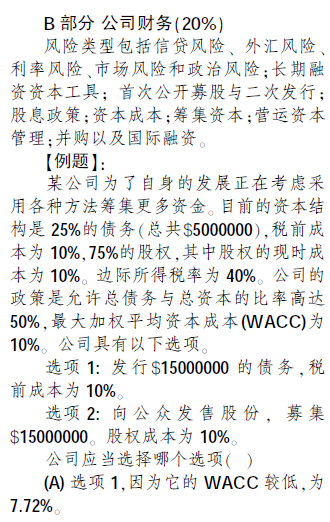 B 部分 公司财务(20%)
风险类型包括信贷风险、外汇风险、
利率风险、市场风险和政治风险;长期融
资资本工具; 首次公开募股与二次发行;
股息政策;资本成本;筹集资本;营运资本
管理;并购以及国际融资。
【例题】:
某公司为了自身的发展正在考虑采
用各种方法筹集更多资金。目前的资本结
构是 25%的债务(总共$5000000),税前成
本为 10%,75%的股权,其中股权的现时成
本为 10%。边际所得税率为 40%。公司的
政策是允许总债务与总资本的比率高达
50%,最大加权平均资本成本(WACC)为
10%。公司具有以下选项。
选项 1: 发行$15000000 的债务,税
前成本为 10%。
选项 2: 向公众发售股份, 募集
$15000000。股权成本为 10%。
公司应当选择哪个选项( )
(A) 选项 1,因为它的 WACC 较低,为
7.72%。